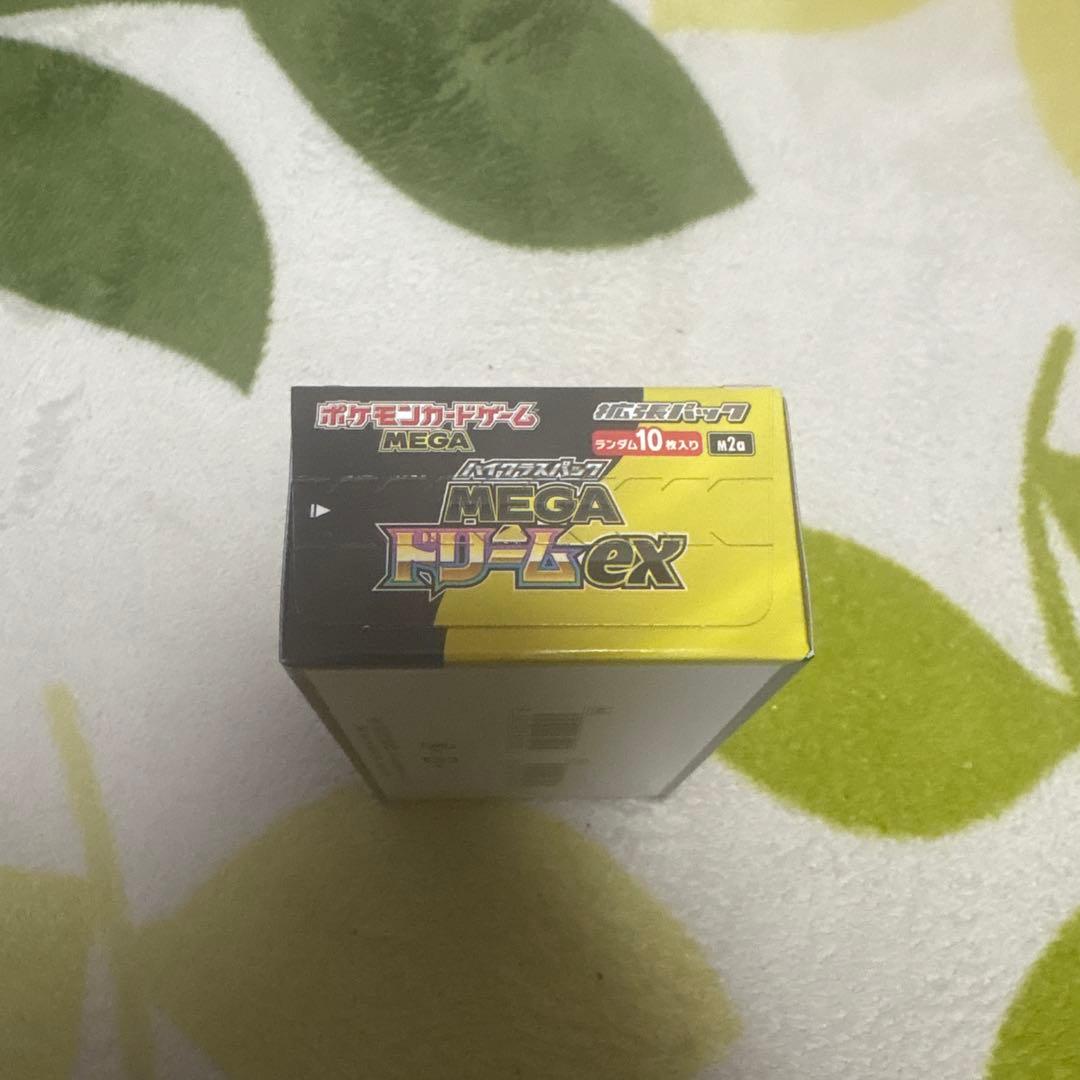 ポケモンカードゲーム
MEGA
拡張パック
ランダム10枚入り
M2a
ハイクラスパック
MEGA
ドリームex